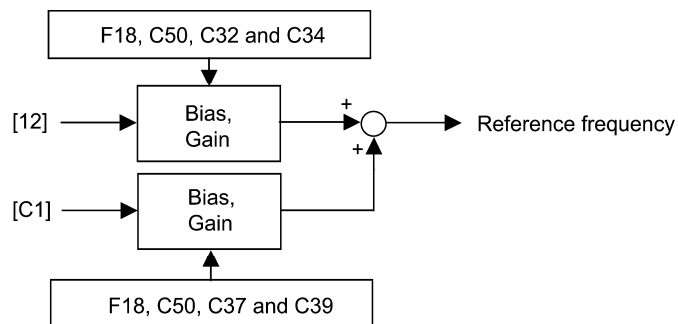 F18, C50, C32 and C34
[12]
Bias,
Gain
+
Reference frequency
+
[C1]
Bias,
Gain
F18, C50, C37 and C39